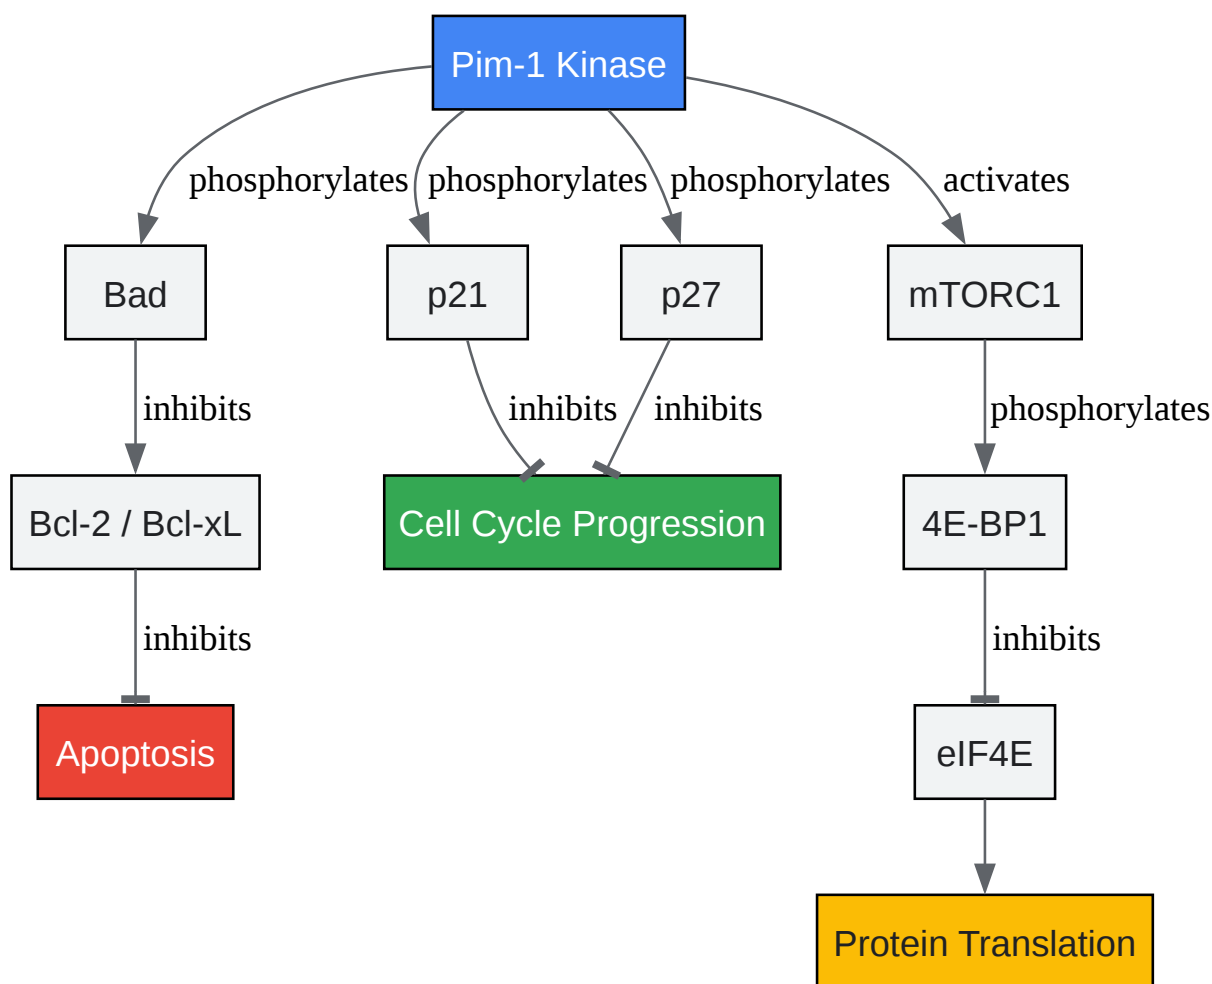 Pim-1 Kinase
phosphorylates
phosphorylates
phosphorylates
activates
Bad
p21
p27
mTORC1
inhibits
inhibits
inhibits
phosphorylates
Bcl-2 / Bcl-xL
Cell Cycle Progression
4E-BP1
inhibits
inhibits
Apoptosis
eIF4E
Protein Translation